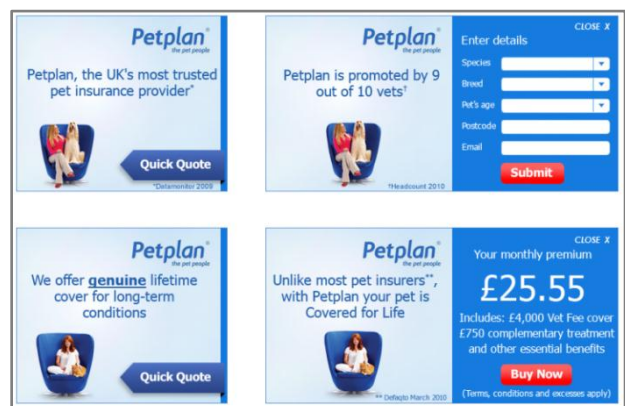 Petplan®
the pet people
Petplan, the UK's most trusted
pet insurance provider*
Quick Quote
*Datamonitor 2009
Petplan®
the pet people
Petplan is promoted by 9
out of 10 vets†
†Headcount 2010
CLOSE X
Enter details
Species
Breed
Pet's age
Postcode
Email
Submit
Petplan®
the pet people
We offer genuine lifetime
cover for long-term
conditions
Quick Quote
Petplan®
the pet people
Unlike most pet insurers**,
with Petplan your pet is
Covered for Life
** Defaqto March 2010
CLOSE X
Your monthly premium
£25.55
Includes: £4,000 Vet Fee cover
£750 complementary treatment
and other essential benefits
Buy Now
(Terms, conditions and excesses apply)